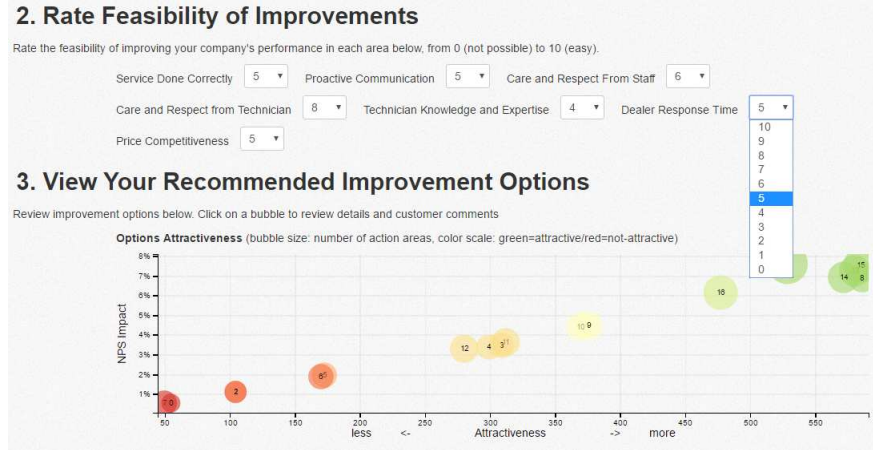 2. Rate Feasibility of Improvements
Rate the feasibility of improving your company's performance in each area below, from 0 (not possible) to 10 (easy).
Service Done Correctly 5 Proactive Communication 5 Care and Respect From Staff 6
Care and Respect from Technician 8 Technician Knowledge and Expertise 4 Dealer Response Time 5
Price Competitiveness 5
10
9
8
7
6
5
4
3
2
1
0
3. View Your Recommended Improvement Options
Review improvement options below. Click on a bubble to review details and customer comments
Options Attractiveness (bubble size: number of action areas, color scale: green=attractive/red=not-attractive)
NPS Impact
8%
7%
6%
5%
4%
3%
2%
1%
15
14 8
16
10 9
12 4 3
2
0
50 100 150 200 250 300 350 400 450 500 550
less <- Attractiveness -> more